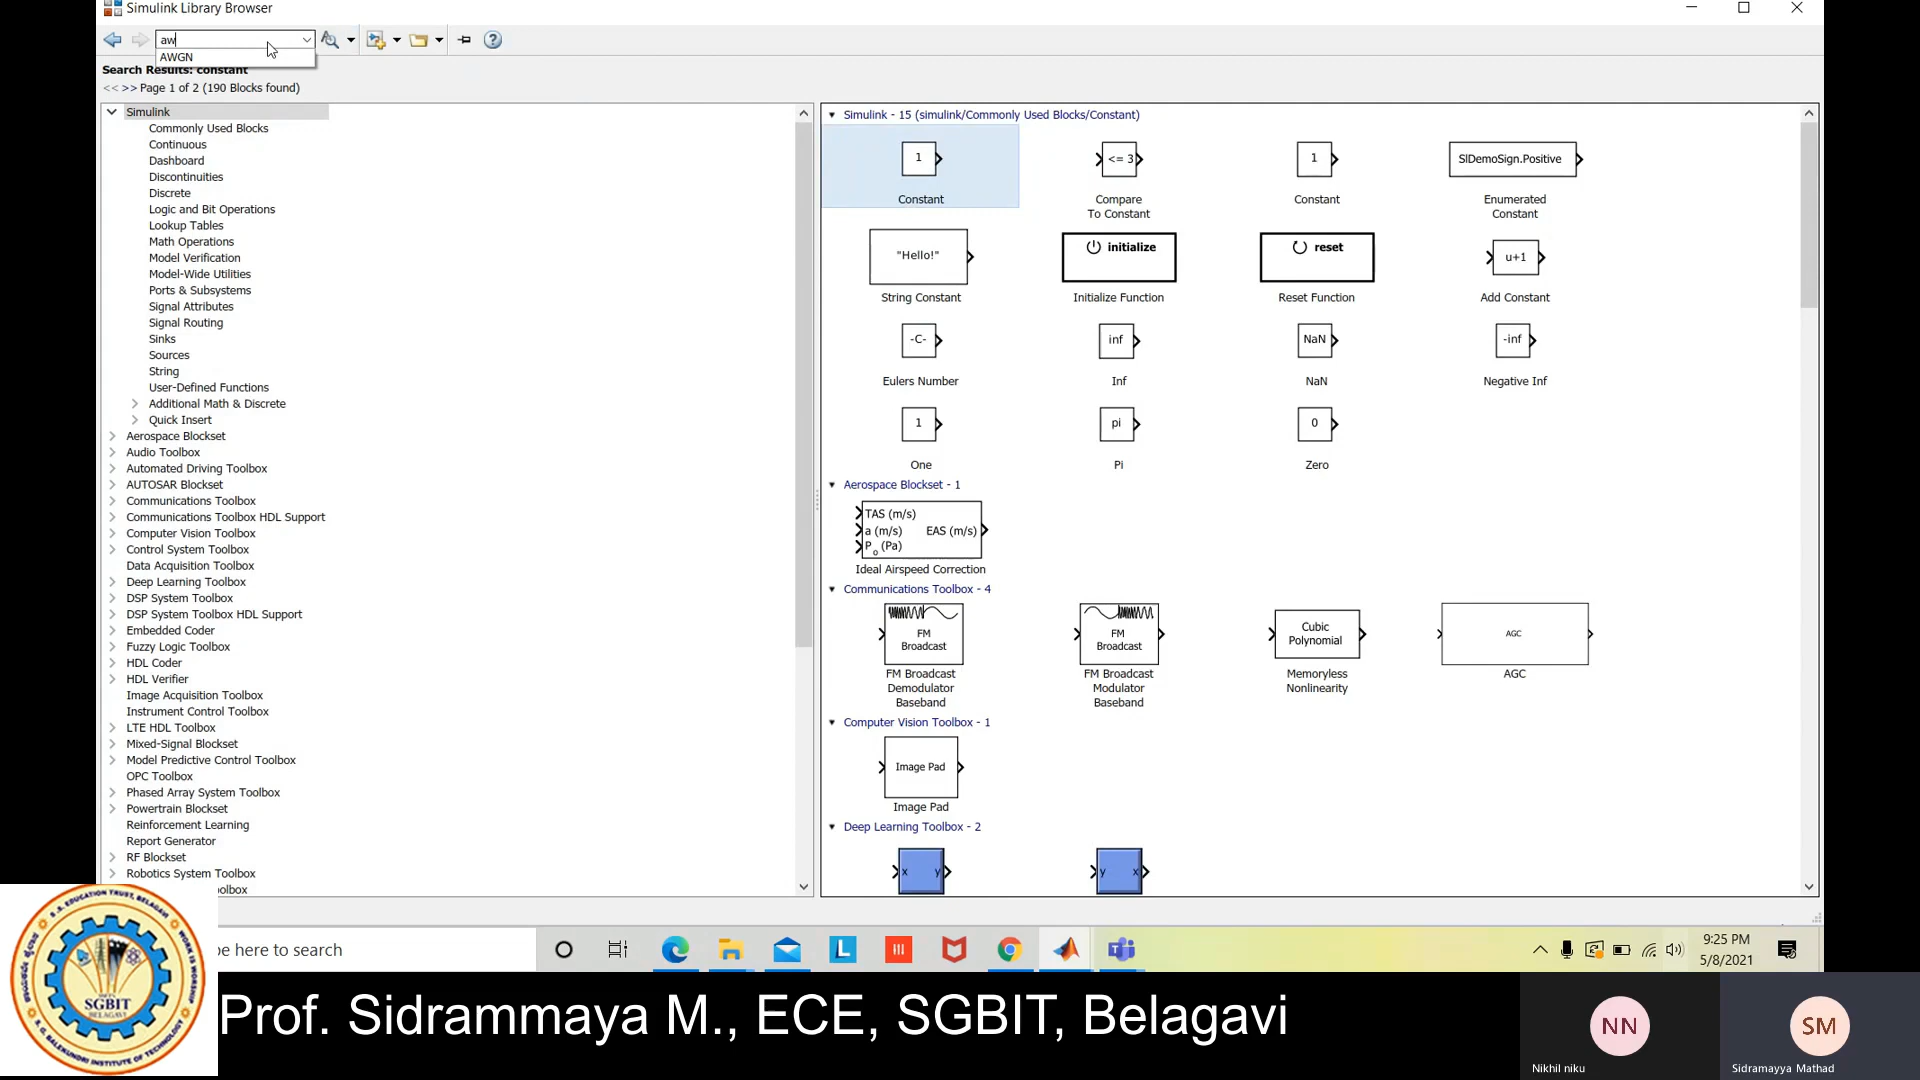 Simulink Library Browser
aw
AWGN
Search Results: constant
<< >> Page 1 of 2 (190 Blocks found)
Simulink
Commonly Used Blocks
Continuous
Dashboard
Discontinuities
Discrete
Logic and Bit Operations
Lookup Tables
Math Operations
Model Verification
Model-Wide Utilities
Ports & Subsystems
Signal Attributes
Signal Routing
Sinks
Sources
String
User-Defined Functions
Additional Math & Discrete
Quick Insert
Aerospace Blockset
Audio Toolbox
Automated Driving Toolbox
AUTOSAR Blockset
Communications Toolbox
Communications Toolbox HDL Support
Computer Vision Toolbox
Control System Toolbox
Data Acquisition Toolbox
Deep Learning Toolbox
DSP System Toolbox
DSP System Toolbox HDL Support
Embedded Coder
Fuzzy Logic Toolbox
HDL Coder
HDL Verifier
Image Acquisition Toolbox
Instrument Control Toolbox
LTE HDL Toolbox
Mixed-Signal Blockset
Model Predictive Control Toolbox
OPC Toolbox
Phased Array System Toolbox
Powertrain Blockset
Reinforcement Learning
Report Generator
RF Blockset
Robotics System Toolbox
olbox
Simulink - 15 (simulink/Commonly Used Blocks/Constant)
1
<= 3
1
SlDemoSign.Positive
Constant
Compare
To Constant
Constant
Enumerated
Constant
"Hello!"
initialize
reset
u+1
String Constant
Initialize Function
Reset Function
Add Constant
-C-
inf
NaN
-inf
Eulers Number
Inf
NaN
Negative Inf
1
pi
0
One
Pi
Zero
Aerospace Blockset - 1
TAS (m/s)
a (m/s)
EAS (m/s)
Po (Pa)
Ideal Airspeed Correction
Communications Toolbox - 4
FM
Broadcast
FM
Broadcast
Cubic
Polynomial
AGC
FM Broadcast
Demodulator
Baseband
FM Broadcast
Modulator
Baseband
Memoryless
Nonlinearity
AGC
Computer Vision Toolbox - 1
Image Pad
Image Pad
Deep Learning Toolbox - 2
x y
y x
pe here to search
L
9:25 PM
5/8/2021
SGBIT
BELAGAVI
Prof. Sidrammaya M., ECE, SGBIT, Belagavi
NN
Nikhil niku
SM
Sidramayya Mathad